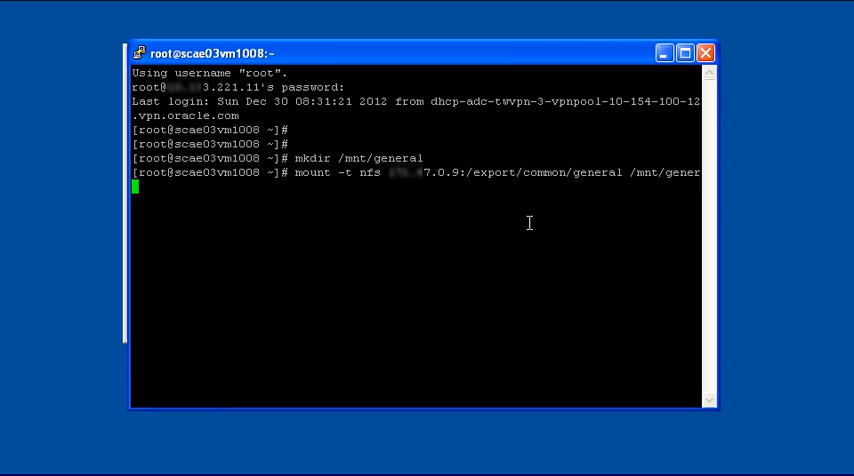 root@scae03vm1008:~
Using username "root".
root@ 3.221.11's password:
Last login: Sun Dec 30 08:31:21 2012 from dhcp-adc-twvpn-3-vpnpool-10-154-100-12
.vpn.oracle.com
[root@scae03vm1008 ~]#
[root@scae03vm1008 ~]#
[root@scae03vm1008 ~]# mkdir /mnt/general
[root@scae03vm1008 ~]# mount -t nfs 7.0.9:/export/common/general /mnt/gener